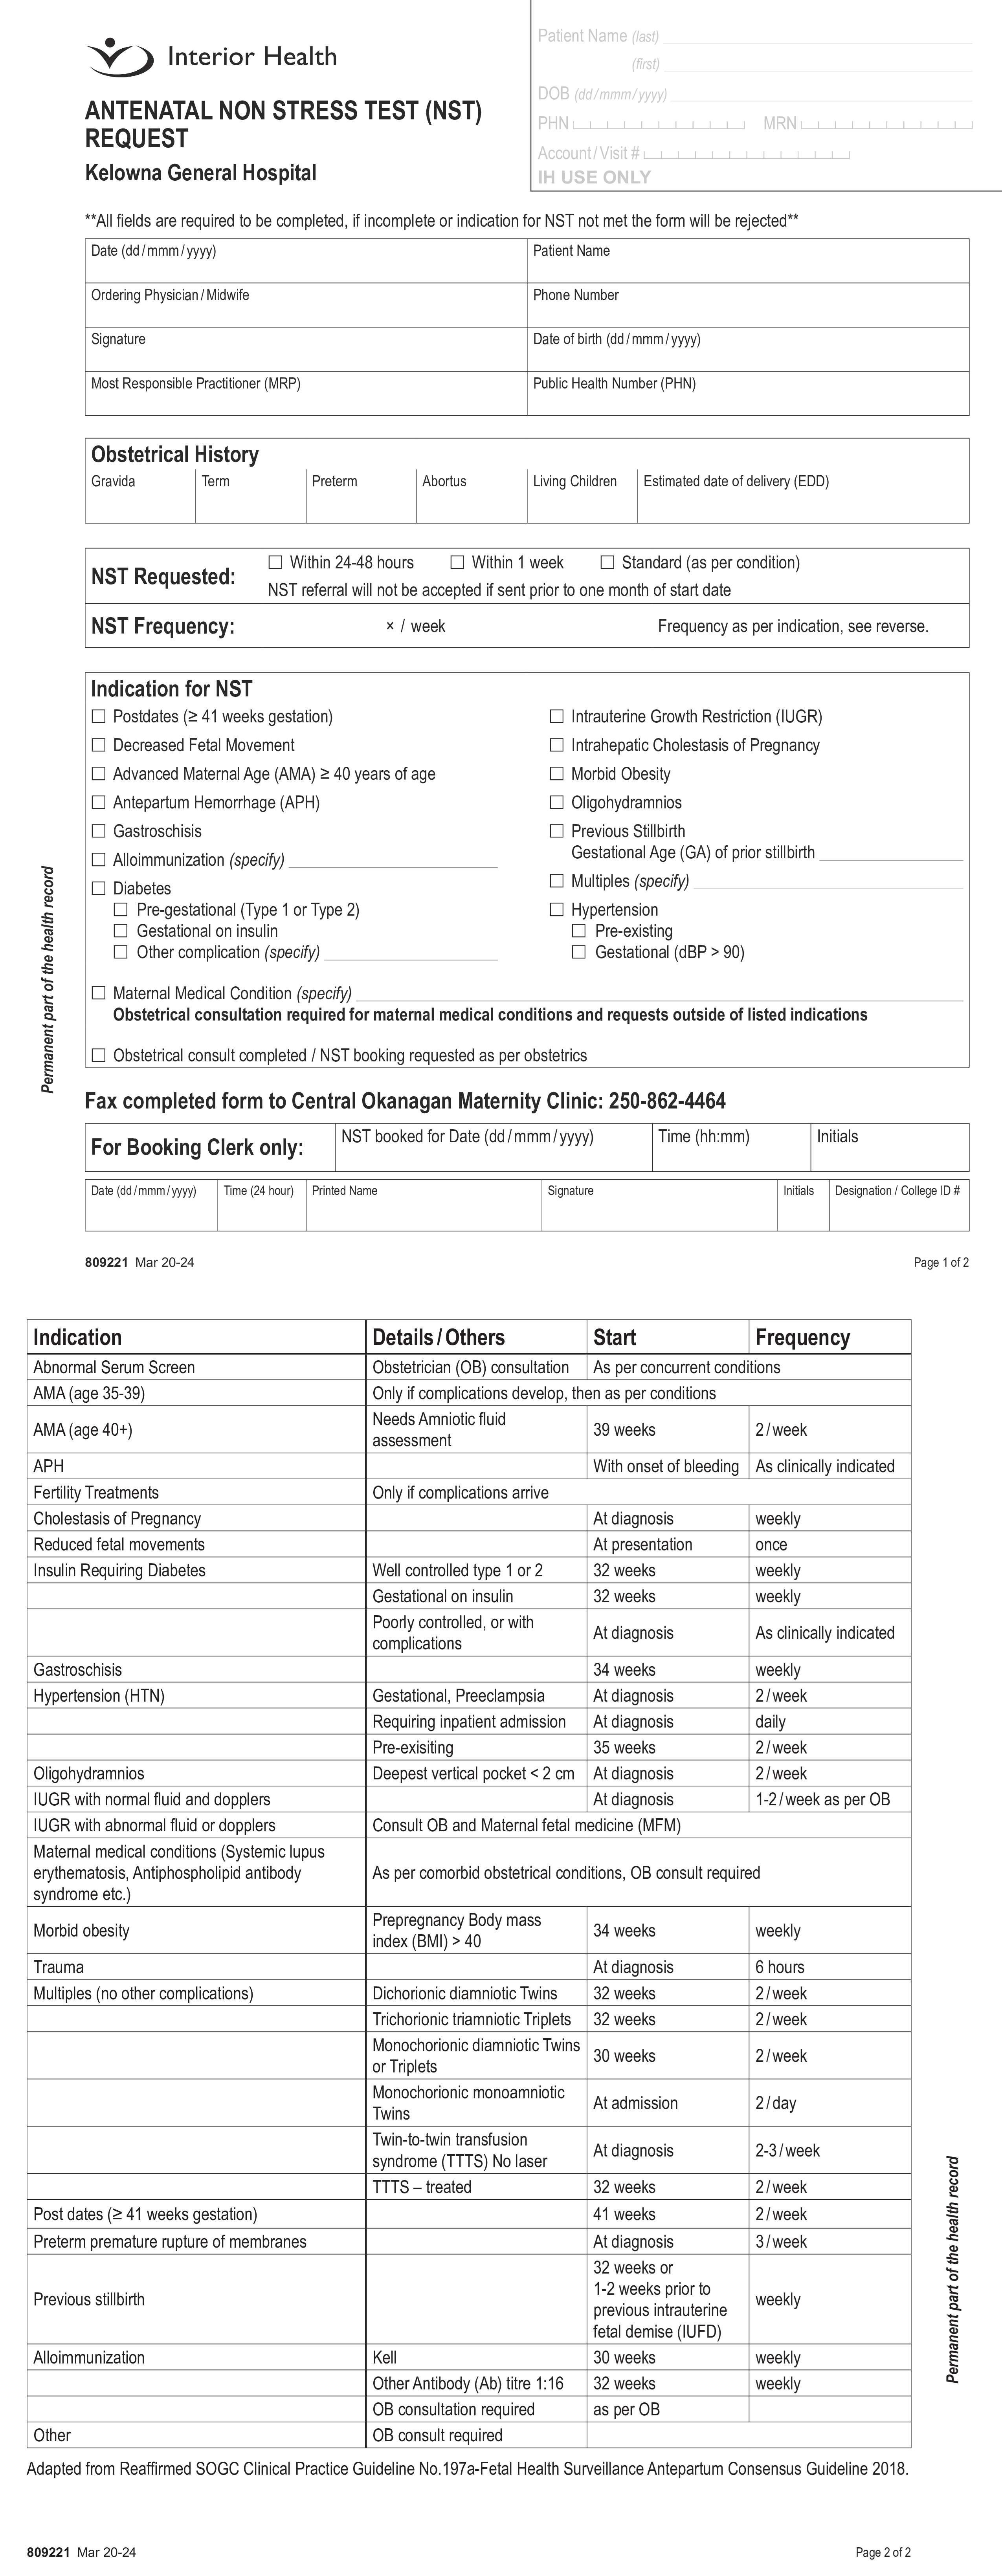 Interior Health
ANTENATAL NON STRESS TEST (NST)
REQUEST
Kelowna General Hospital
Patient Name (last)
(first)
DOB (dd/mmm/yyyy)
PHN MRN
Account/Visit #
IH USE ONLY
**All fields are required to be completed, if incomplete or indication for NST not met the form will be rejected**
Date (dd/mmm/yyyy) Patient Name
Ordering Physician/Midwife Phone Number
Signature Date of birth (dd/mmm/yyyy)
Most Responsible Practitioner (MRP) Public Health Number (PHN)
Obstetrical History
Gravida Term Preterm Abortus Living Children Estimated date of delivery (EDD)
NST Requested: ☐ Within 24-48 hours ☐ Within 1 week ☐ Standard (as per condition)
NST referral will not be accepted if sent prior to one month of start date
NST Frequency: × / week Frequency as per indication, see reverse.
Indication for NST
☐ Postdates (≥ 41 weeks gestation)
☐ Decreased Fetal Movement
☐ Advanced Maternal Age (AMA) ≥ 40 years of age
☐ Antepartum Hemorrhage (APH)
☐ Gastroschisis
☐ Alloimmunization (specify)
☐ Diabetes
☐ Pre-gestational (Type 1 or Type 2)
☐ Gestational on insulin
☐ Other complication (specify)
☐ Intrauterine Growth Restriction (IUGR)
☐ Intrahepatic Cholestasis of Pregnancy
☐ Morbid Obesity
☐ Oligohydramnios
☐ Previous Stillbirth
Gestational Age (GA) of prior stillbirth
☐ Multiples (specify)
☐ Hypertension
☐ Pre-existing
☐ Gestational (dBP > 90)
☐ Maternal Medical Condition (specify)
Obstetrical consultation required for maternal medical conditions and requests outside of listed indications
☐ Obstetrical consult completed / NST booking requested as per obstetrics
Permanent part of the health record
Fax completed form to Central Okanagan Maternity Clinic: 250-862-4464
For Booking Clerk only: NST booked for Date (dd/mmm/yyyy) Time (hh:mm) Initials
Date (dd/mmm/yyyy) Time (24 hour) Printed Name Signature Initials Designation / College ID #
809221 Mar 20-24 Page 1 of 2
Indication Details/Others Start Frequency
Abnormal Serum Screen Obstetrician (OB) consultation As per concurrent conditions
AMA (age 35-39) Only if complications develop, then as per conditions
AMA (age 40+) Needs Amniotic fluid
assessment 39 weeks 2/week
APH With onset of bleeding As clinically indicated
Fertility Treatments Only if complications arrive
Cholestasis of Pregnancy At diagnosis weekly
Reduced fetal movements At presentation once
Insulin Requiring Diabetes Well controlled type 1 or 2 32 weeks weekly
Gestational on insulin 32 weeks weekly
Poorly controlled, or with
complications At diagnosis As clinically indicated
Gastroschisis 34 weeks weekly
Hypertension (HTN) Gestational, Preeclampsia At diagnosis 2/week
Requiring inpatient admission At diagnosis daily
Pre-exisiting 35 weeks 2/week
Oligohydramnios Deepest vertical pocket < 2 cm At diagnosis 2/week
IUGR with normal fluid and dopplers At diagnosis 1-2/week as per OB
IUGR with abnormal fluid or dopplers Consult OB and Maternal fetal medicine (MFM)
Maternal medical conditions (Systemic lupus
erythematosis, Antiphospholipid antibody
syndrome etc.) As per comorbid obstetrical conditions, OB consult required
Morbid obesity Prepregnancy Body mass
index (BMI) > 40 34 weeks weekly
Trauma At diagnosis 6 hours
Multiples (no other complications) Dichorionic diamniotic Twins 32 weeks 2/week
Trichorionic triamniotic Triplets 32 weeks 2/week
Monochorionic diamniotic Twins
or Triplets 30 weeks 2/week
Monochorionic monoamniotic
Twins At admission 2/day
Twin-to-twin transfusion
syndrome (TTTS) No laser At diagnosis 2-3/week
TTTS – treated 32 weeks 2/week
Post dates (≥ 41 weeks gestation) 41 weeks 2/week
Preterm premature rupture of membranes At diagnosis 3/week
Previous stillbirth 32 weeks or
1-2 weeks prior to
previous intrauterine
fetal demise (IUFD) weekly
Alloimmunization Kell 30 weeks weekly
Other Antibody (Ab) titre 1:16 32 weeks weekly
OB consultation required as per OB
Other OB consult required
Permanent part of the health record
Adapted from Reaffirmed SOGC Clinical Practice Guideline No.197a-Fetal Health Surveillance Antepartum Consensus Guideline 2018.
809221 Mar 20-24 Page 2 of 2